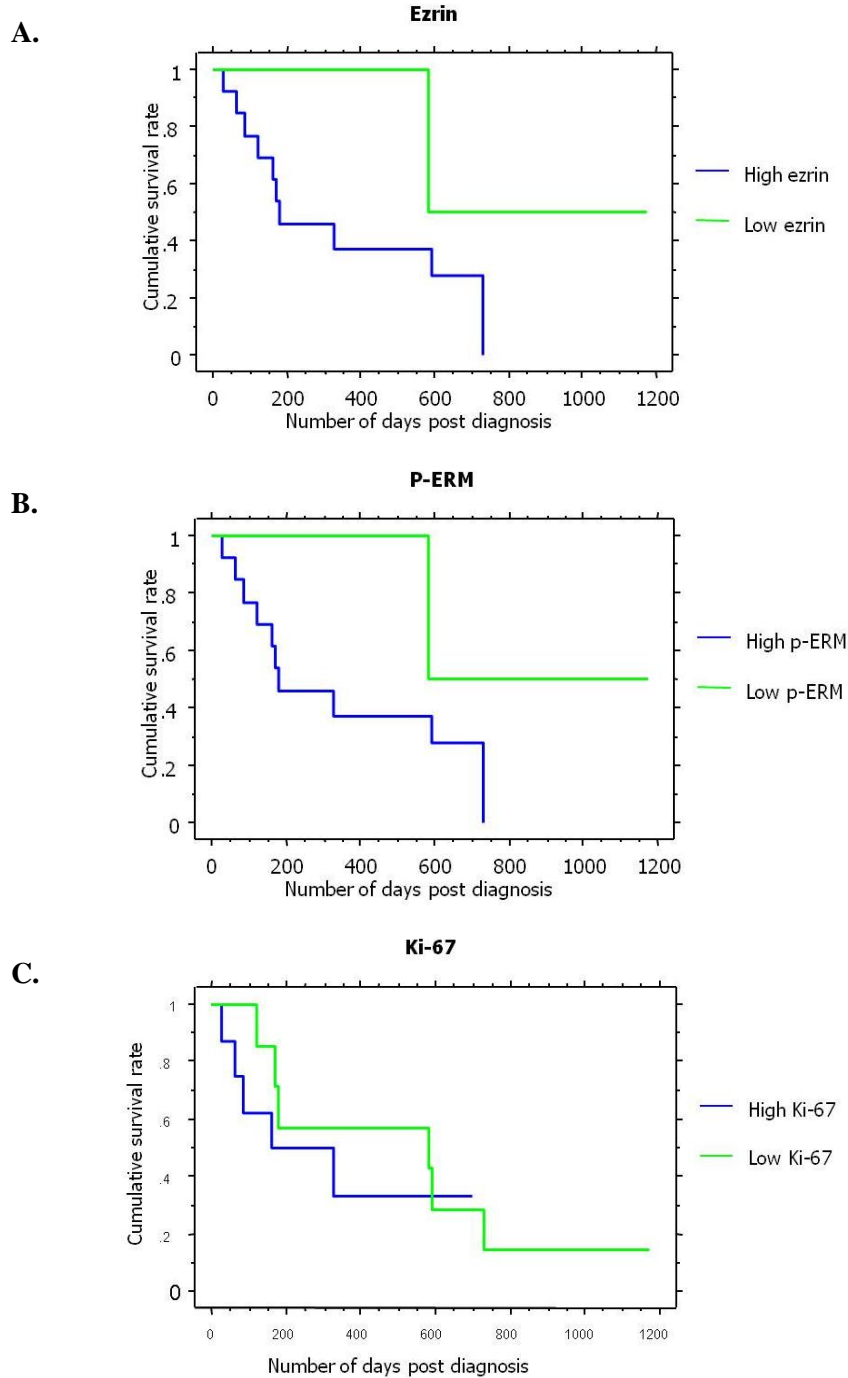 A.
Ezrin
Cumulative survival rate
1
.8
.6
.4
.2
0
0 200 400 600 800 1000 1200
Number of days post diagnosis
High ezrin
Low ezrin
B.
P-ERM
Cumulative survival rate
1
.8
.6
.4
.2
0
0 200 400 600 800 1000 1200
Number of days post diagnosis
High p-ERM
Low p-ERM
C.
Ki-67
Cumulative survival rate
1
.8
.6
.4
.2
0
0 200 400 600 800 1000 1200
Number of days post diagnosis
High Ki-67
Low Ki-67